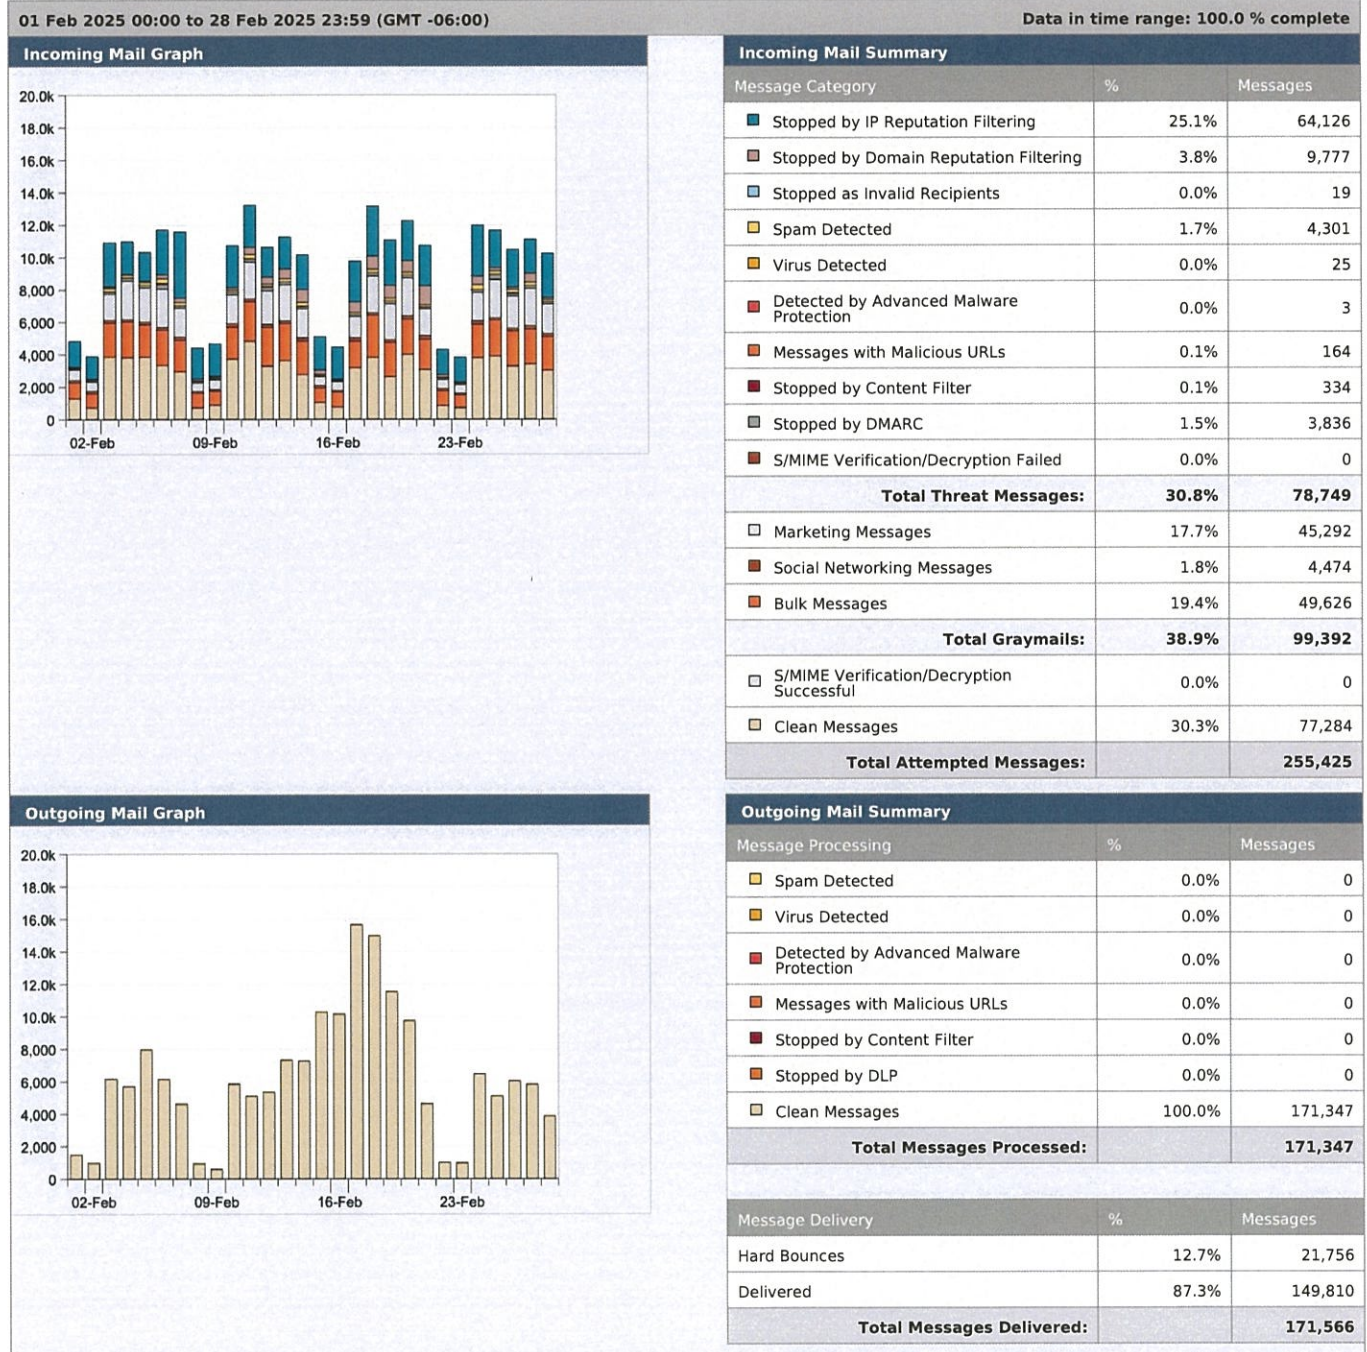 01 Feb 2025 00:00 to 28 Feb 2025 23:59 (GMT -06:00) Data in time range: 100.0 % complete
Incoming Mail Graph
20.0k
18.0k
16.0k
14.0k
12.0k
10.0k
8,000
6,000
4,000
2,000
0
02-Feb 09-Feb 16-Feb 23-Feb
Incoming Mail Summary
Message Category % Messages
Stopped by IP Reputation Filtering 25.1% 64,126
Stopped by Domain Reputation Filtering 3.8% 9,777
Stopped as Invalid Recipients 0.0% 19
Spam Detected 1.7% 4,301
Virus Detected 0.0% 25
Detected by Advanced Malware
Protection 0.0% 3
Messages with Malicious URLs 0.1% 164
Stopped by Content Filter 0.1% 334
Stopped by DMARC 1.5% 3,836
S/MIME Verification/Decryption Failed 0.0% 0
Total Threat Messages: 30.8% 78,749
Marketing Messages 17.7% 45,292
Social Networking Messages 1.8% 4,474
Bulk Messages 19.4% 49,626
Total Graymails: 38.9% 99,392
S/MIME Verification/Decryption
Successful 0.0% 0
Clean Messages 30.3% 77,284
Total Attempted Messages: 255,425
Outgoing Mail Graph
20.0k
18.0k
16.0k
14.0k
12.0k
10.0k
8,000
6,000
4,000
2,000
0
02-Feb 09-Feb 16-Feb 23-Feb
Outgoing Mail Summary
Message Processing % Messages
Spam Detected 0.0% 0
Virus Detected 0.0% 0
Detected by Advanced Malware
Protection 0.0% 0
Messages with Malicious URLs 0.0% 0
Stopped by Content Filter 0.0% 0
Stopped by DLP 0.0% 0
Clean Messages 100.0% 171,347
Total Messages Processed: 171,347
Message Delivery % Messages
Hard Bounces 12.7% 21,756
Delivered 87.3% 149,810
Total Messages Delivered: 171,566